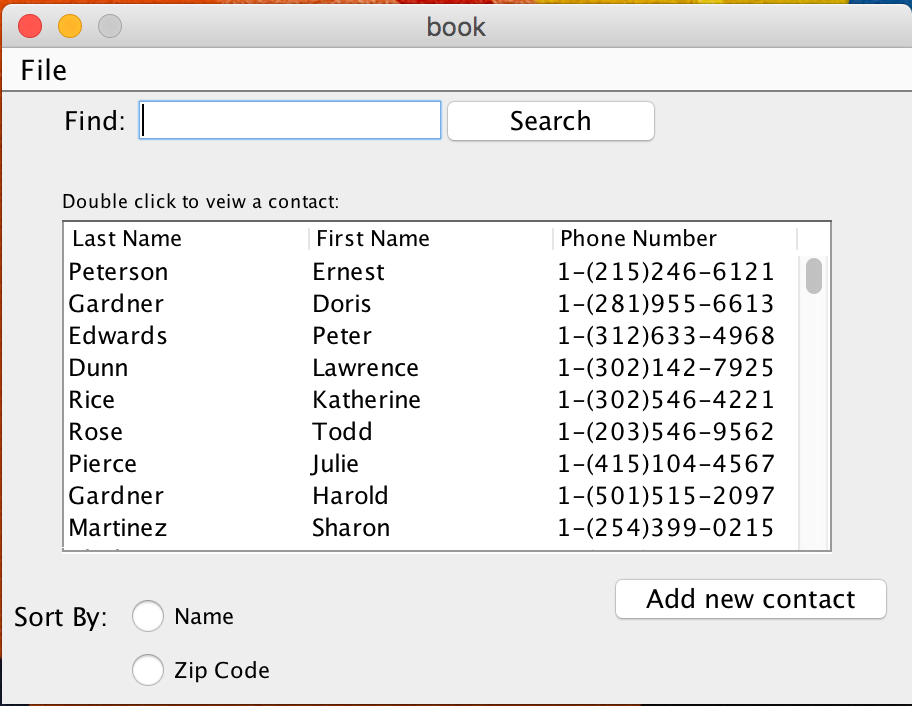 book
File
Find: Search
Double click to veiw a contact:
Last Name First Name Phone Number
Peterson Ernest 1-(215)246-6121
Gardner Doris 1-(281)955-6613
Edwards Peter 1-(312)633-4968
Dunn Lawrence 1-(302)142-7925
Rice Katherine 1-(302)546-4221
Rose Todd 1-(203)546-9562
Pierce Julie 1-(415)104-4567
Gardner Harold 1-(501)515-2097
Martinez Sharon 1-(254)399-0215
Add new contact
Sort By: Name
Zip Code